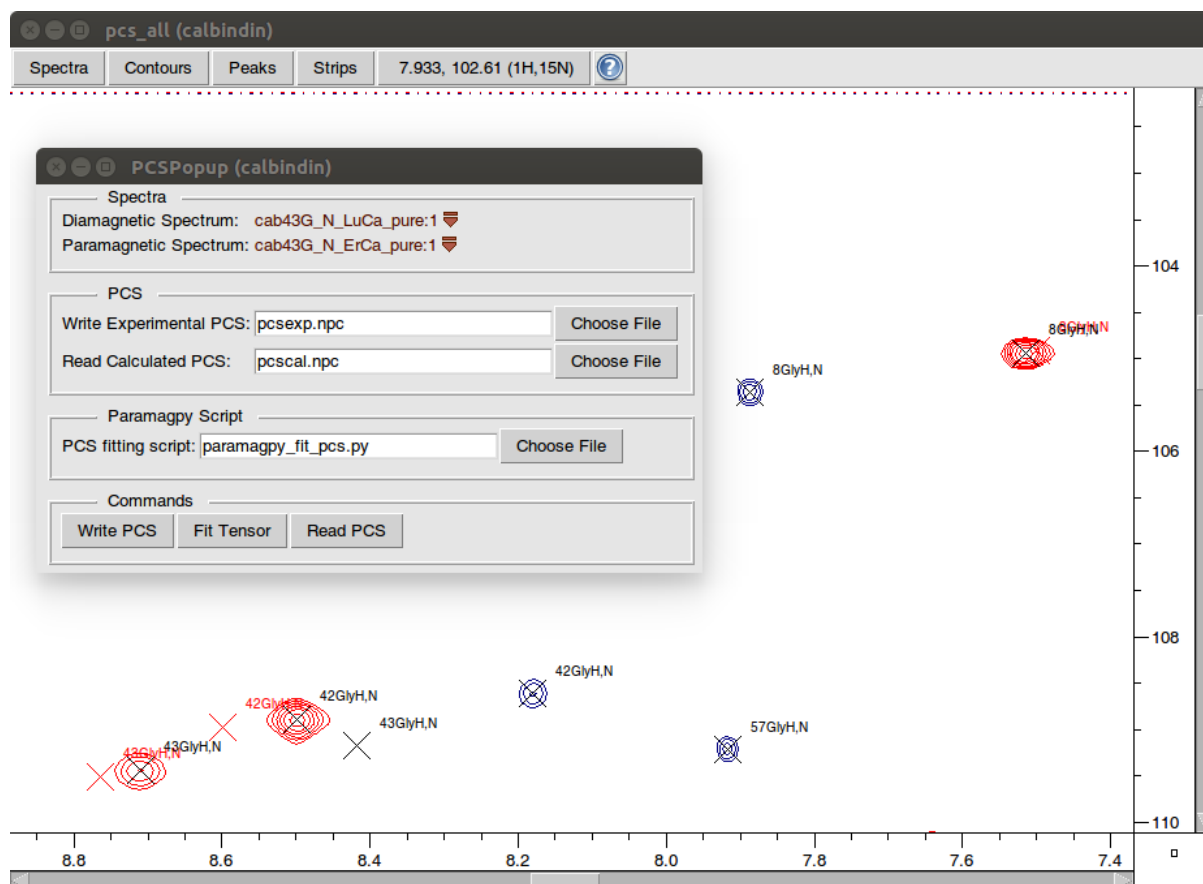 pcs_all (calbindin)
Spectra Contours Peaks Strips 7.933, 102.61 (1H,15N) ?
PCSPopup (calbindin)
Spectra
Diamagnetic Spectrum: cab43G_N_LuCa_pure:1
Paramagnetic Spectrum: cab43G_N_ErCa_pure:1
PCS
Write Experimental PCS: pcsexp.npc Choose File
Read Calculated PCS: pcscal.npc Choose File
Paramagpy Script
PCS fitting script: paramagpy_fit_pcs.py Choose File
Commands
Write PCS Fit Tensor Read PCS
104
8GlyH,N
8GlyH,N
8GlyH,N
106
108
42GlyH,N
42GlyH,N
42GlyH,N
43GlyH,N
57GlyH,N
43GlyH,N
43GlyH,N
110
8.8 8.6 8.4 8.2 8.0 7.8 7.6 7.4